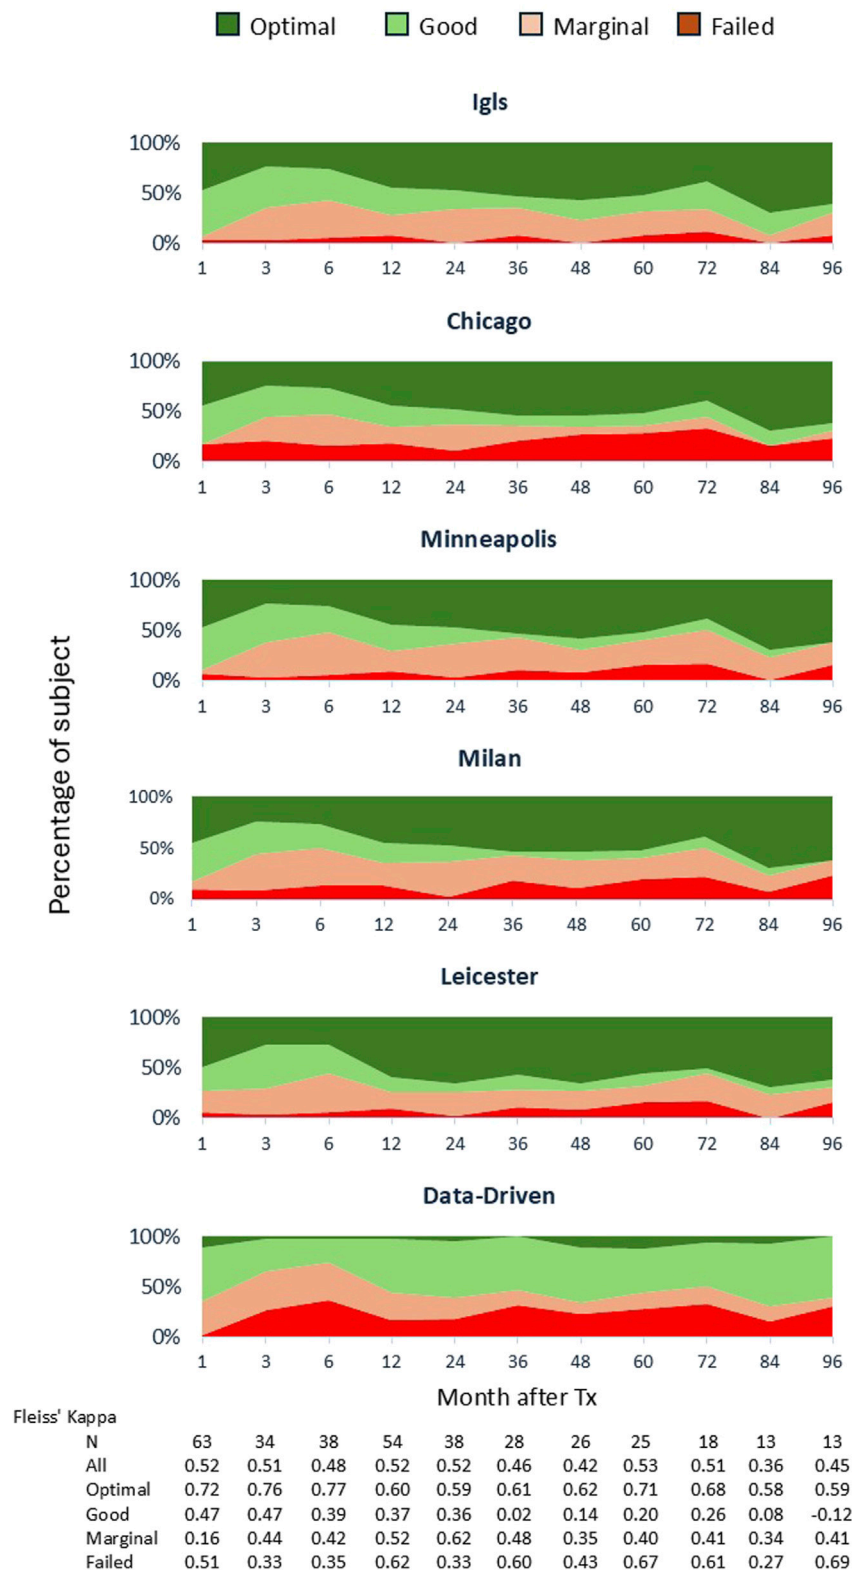 Optimal Good Marginal Failed
Igls
100%
50%
0%
1 3 6 12 24 36 48 60 72 84 96
Chicago
100%
50%
0%
1 3 6 12 24 36 48 60 72 84 96
Minneapolis
100%
50%
0%
1 3 6 12 24 36 48 60 72 84 96
Percentage of subject
Milan
100%
50%
0%
1 3 6 12 24 36 48 60 72 84 96
Leicester
100%
50%
0%
1 3 6 12 24 36 48 60 72 84 96
Data-Driven
100%
50%
0%
1 3 6 12 24 36 48 60 72 84 96
Month after Tx
Fleiss' Kappa
N 63 34 38 54 38 28 26 25 18 13 13
All 0.52 0.51 0.48 0.52 0.52 0.46 0.42 0.53 0.51 0.36 0.45
Optimal 0.72 0.76 0.77 0.60 0.59 0.61 0.62 0.71 0.68 0.58 0.59
Good 0.47 0.47 0.39 0.37 0.36 0.02 0.14 0.20 0.26 0.08 -0.12
Marginal 0.16 0.44 0.42 0.52 0.62 0.48 0.35 0.40 0.41 0.34 0.41
Failed 0.51 0.33 0.35 0.62 0.33 0.60 0.43 0.67 0.61 0.27 0.69